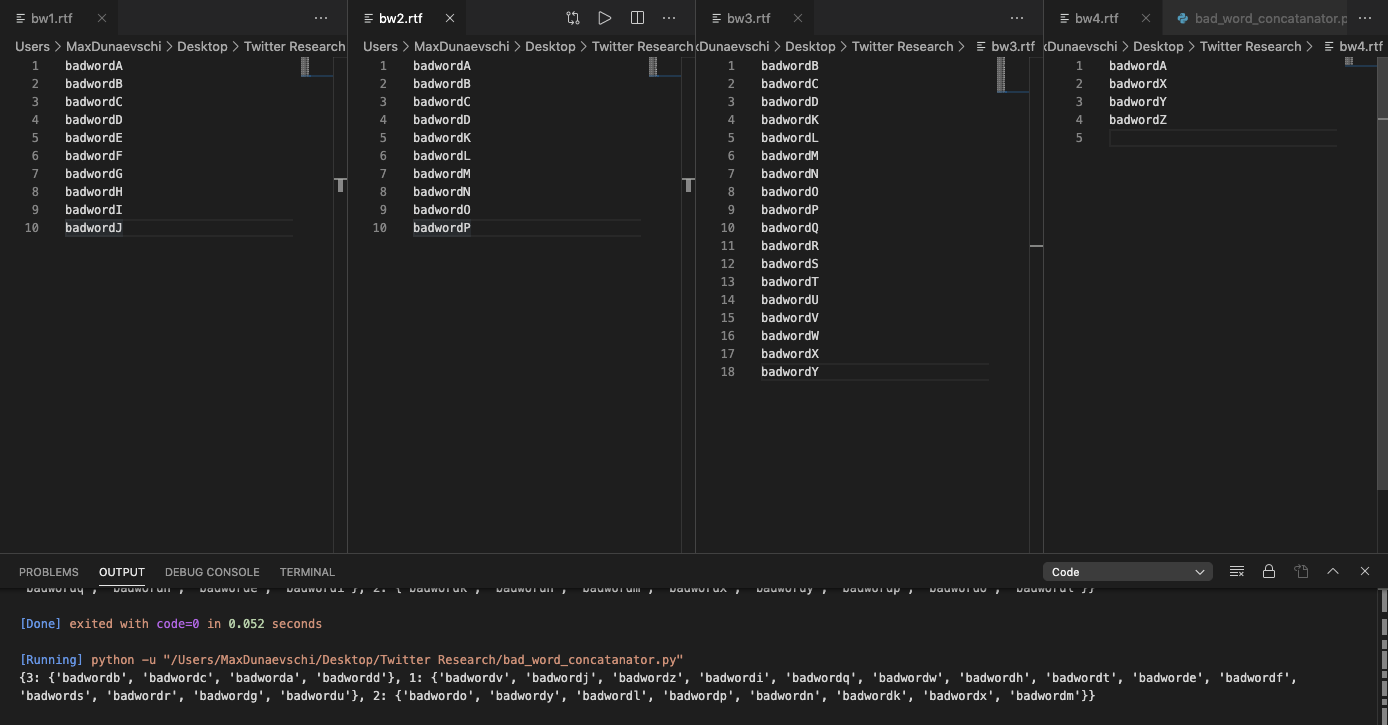 bw1.rtf
bw2.rtf
bw3.rtf
bw4.rtf
bad_word_concatanator.p
Users > MaxDunaevschi > Desktop > Twitter Research
Users > MaxDunaevschi > Desktop > Twitter Research
xDunaevschi > Desktop > Twitter Research > bw3.rtf
xDunaevschi > Desktop > Twitter Research > bw4.rtf
1 badwordA
2 badwordB
3 badwordC
4 badwordD
5 badwordE
6 badwordF
7 badwordG
8 badwordH
9 badwordI
10 badwordJ
1 badwordA
2 badwordB
3 badwordC
4 badwordD
5 badwordK
6 badwordL
7 badwordM
8 badwordN
9 badwordO
10 badwordP
1 badwordB
2 badwordC
3 badwordD
4 badwordK
5 badwordL
6 badwordM
7 badwordN
8 badwordO
9 badwordP
10 badwordQ
11 badwordR
12 badwordS
13 badwordT
14 badwordU
15 badwordV
16 badwordW
17 badwordX
18 badwordY
1 badwordA
2 badwordX
3 badwordY
4 badwordZ
5
PROBLEMS OUTPUT DEBUG CONSOLE TERMINAL
Code
[Done] exited with code=0 in 0.052 seconds
[Running] python -u "/Users/MaxDunaevschi/Desktop/Twitter Research/bad_word_concatanator.py"
{3: {'badwordb', 'badwordc', 'badworda', 'badwordd'}, 1: {'badwordv', 'badwordj', 'badwordz', 'badwordi', 'badwordq', 'badwordw', 'badwordh', 'badwordt', 'badworde', 'badwordf',
'badwords', 'badwordr', 'badwordg', 'badwordu'}, 2: {'badwordo', 'badwordy', 'badwordl', 'badwordp', 'badwordn', 'badwordk', 'badwordx', 'badwordm'}}